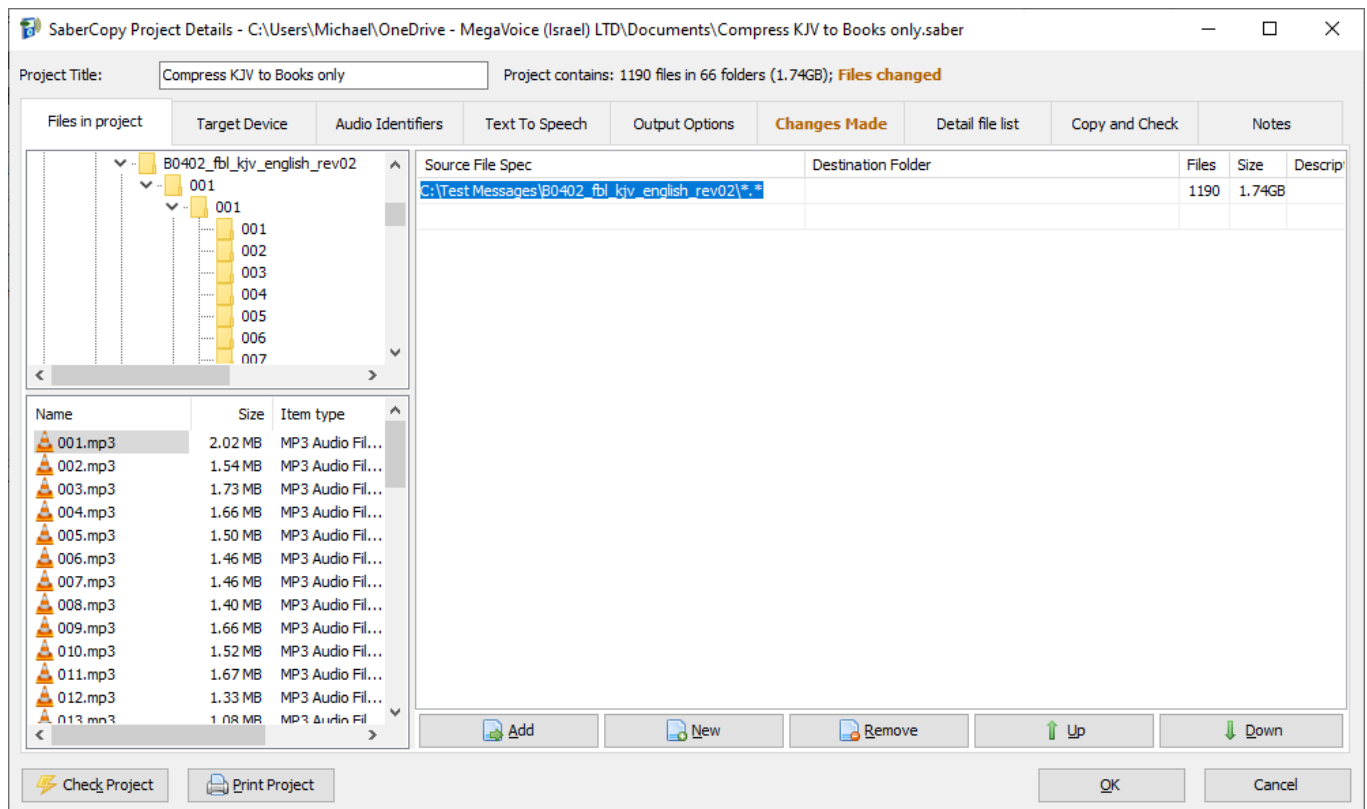 SaberCopy Project Details - C:\Users\Michael\OneDrive - MegaVoice (Israel) LTD\Documents\Compress KJV to Books only.saber
Project Title: Compress KJV to Books only Project contains: 1190 files in 66 folders (1.74GB); Files changed
Files in project Target Device Audio Identifiers Text To Speech Output Options Changes Made Detail file list Copy and Check Notes
B0402_fbl_kjv_english_rev02
001
001
001
002
003
004
005
006
007
Source File Spec Destination Folder Files Size Descrip
C:\Test Messages\B0402_fbl_kjv_english_rev02\*.* 1190 1.74GB
Name Size Item type
001.mp3 2.02 MB MP3 Audio Fil...
002.mp3 1.54 MB MP3 Audio Fil...
003.mp3 1.73 MB MP3 Audio Fil...
004.mp3 1.66 MB MP3 Audio Fil...
005.mp3 1.50 MB MP3 Audio Fil...
006.mp3 1.46 MB MP3 Audio Fil...
007.mp3 1.46 MB MP3 Audio Fil...
008.mp3 1.40 MB MP3 Audio Fil...
009.mp3 1.66 MB MP3 Audio Fil...
010.mp3 1.52 MB MP3 Audio Fil...
011.mp3 1.67 MB MP3 Audio Fil...
012.mp3 1.33 MB MP3 Audio Fil...
013.mp3 1.08 MB MP3 Audio Fil
Add New Remove Up Down
Check Project Print Project OK Cancel